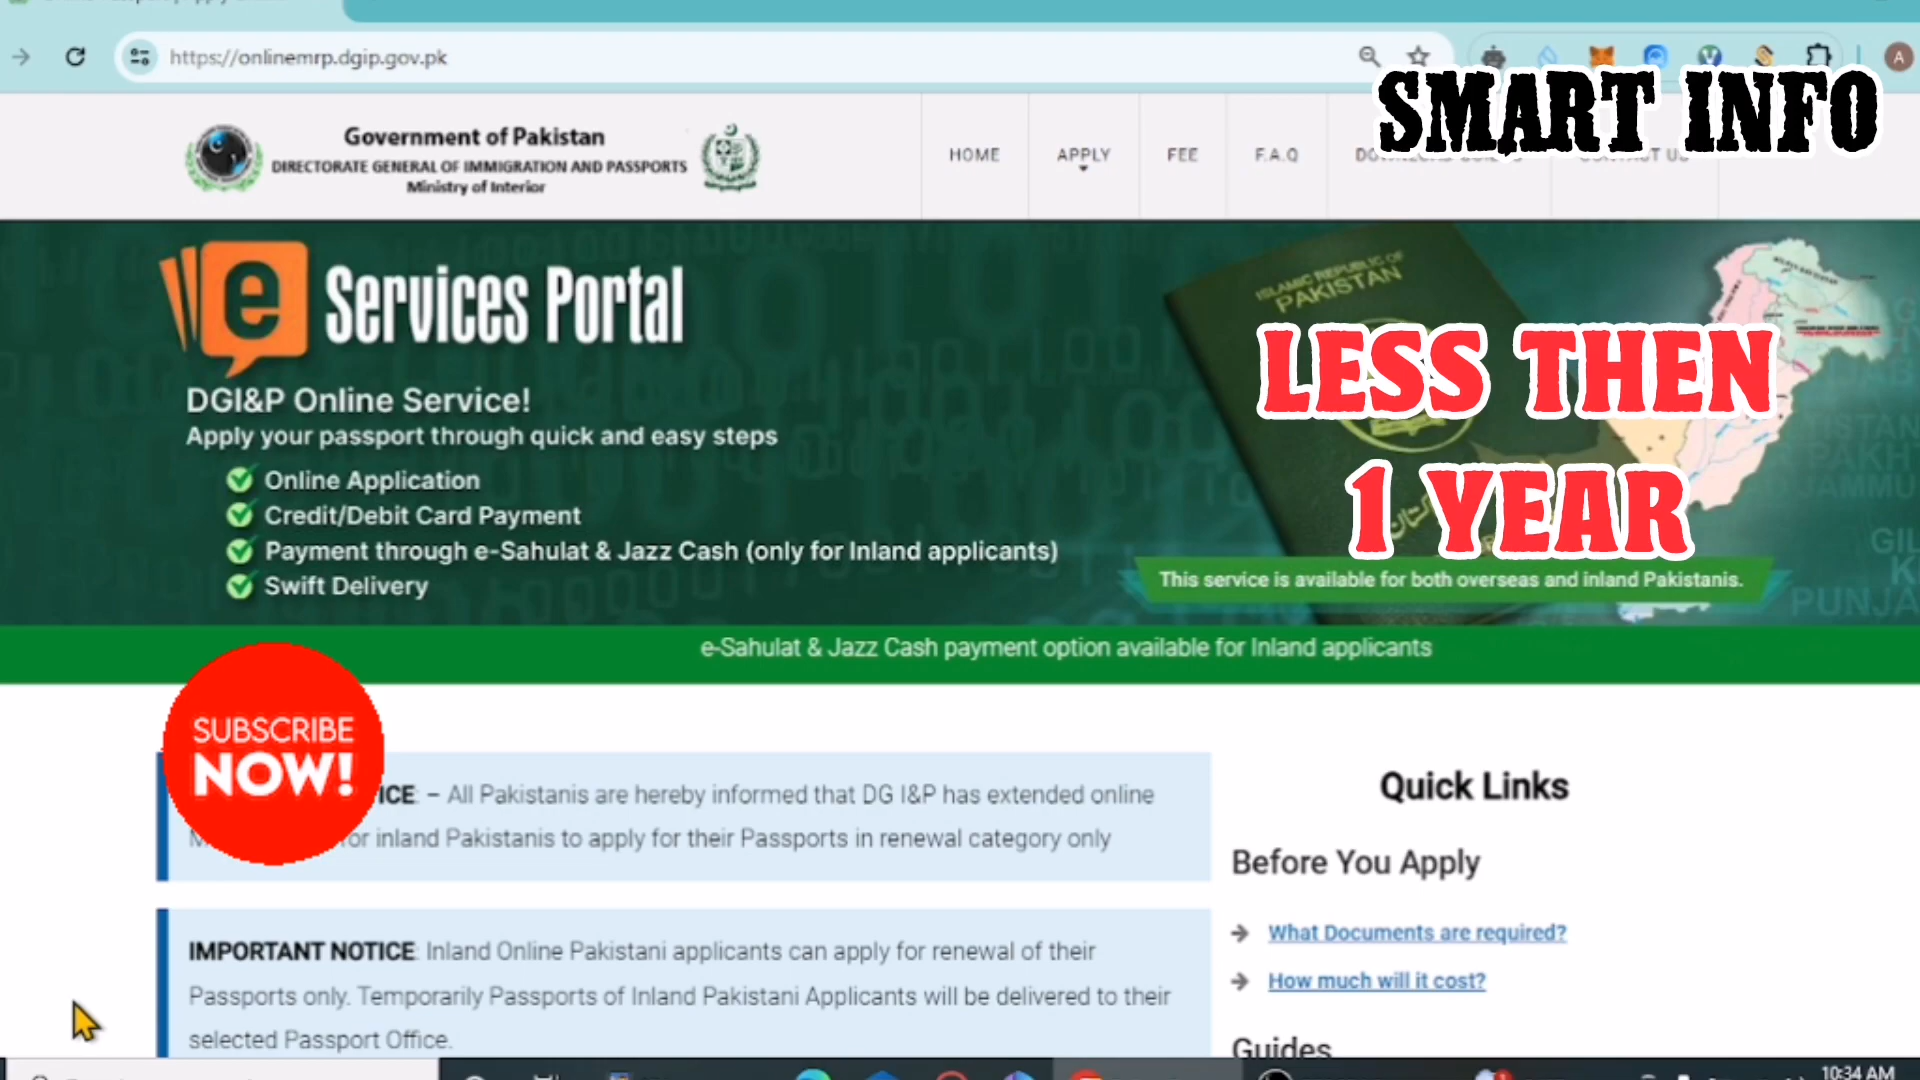 https://onlinemrp.dgip.gov.pk
A
SMART INFO
Government of Pakistan
DIRECTORATE GENERAL OF IMMIGRATION AND PASSPORTS
Ministry of Interior
HOME
APPLY
FEE
F.A.Q
e Services Portal
DGI&P Online Service!
Apply your passport through quick and easy steps
Online Application
Credit/Debit Card Payment
Payment through e-Sahulat & Jazz Cash (only for Inland applicants)
Swift Delivery
ISLAMIC REPUBLIC OF
PAKISTAN
LESS THEN
1 YEAR
This service is available for both overseas and inland Pakistanis.
e-Sahulat & Jazz Cash payment option available for Inland applicants
SUBSCRIBE
NOW!
– All Pakistanis are hereby informed that DG I&P has extended online
inland Pakistanis to apply for their Passports in renewal category only
IMPORTANT NOTICE: Inland Online Pakistani applicants can apply for renewal of their
Passports only. Temporarily Passports of Inland Pakistani Applicants will be delivered to their
selected Passport Office.
Quick Links
Before You Apply
What Documents are required?
How much will it cost?
Guides
10:34 AM